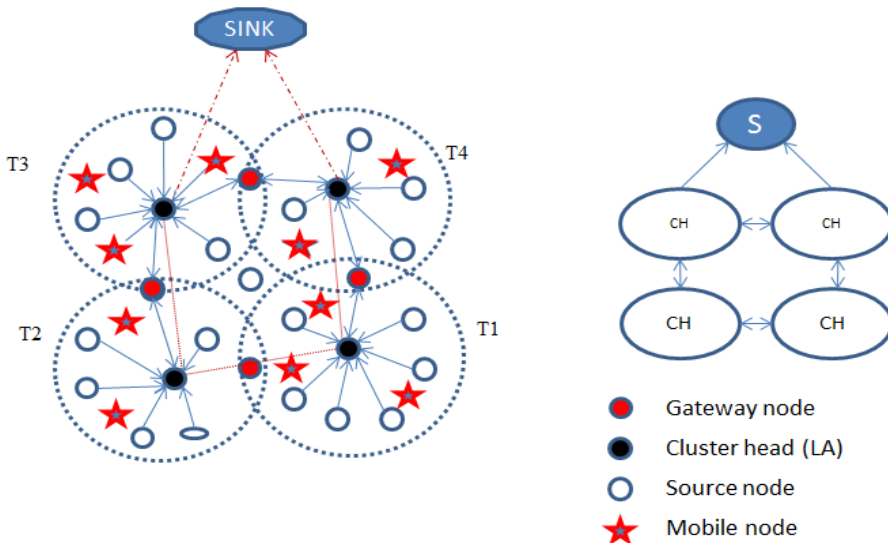 SINK
T3
T4
T2
T1
S
CH
CH
CH
CH
Gateway node
Cluster head (LA)
Source node
Mobile node